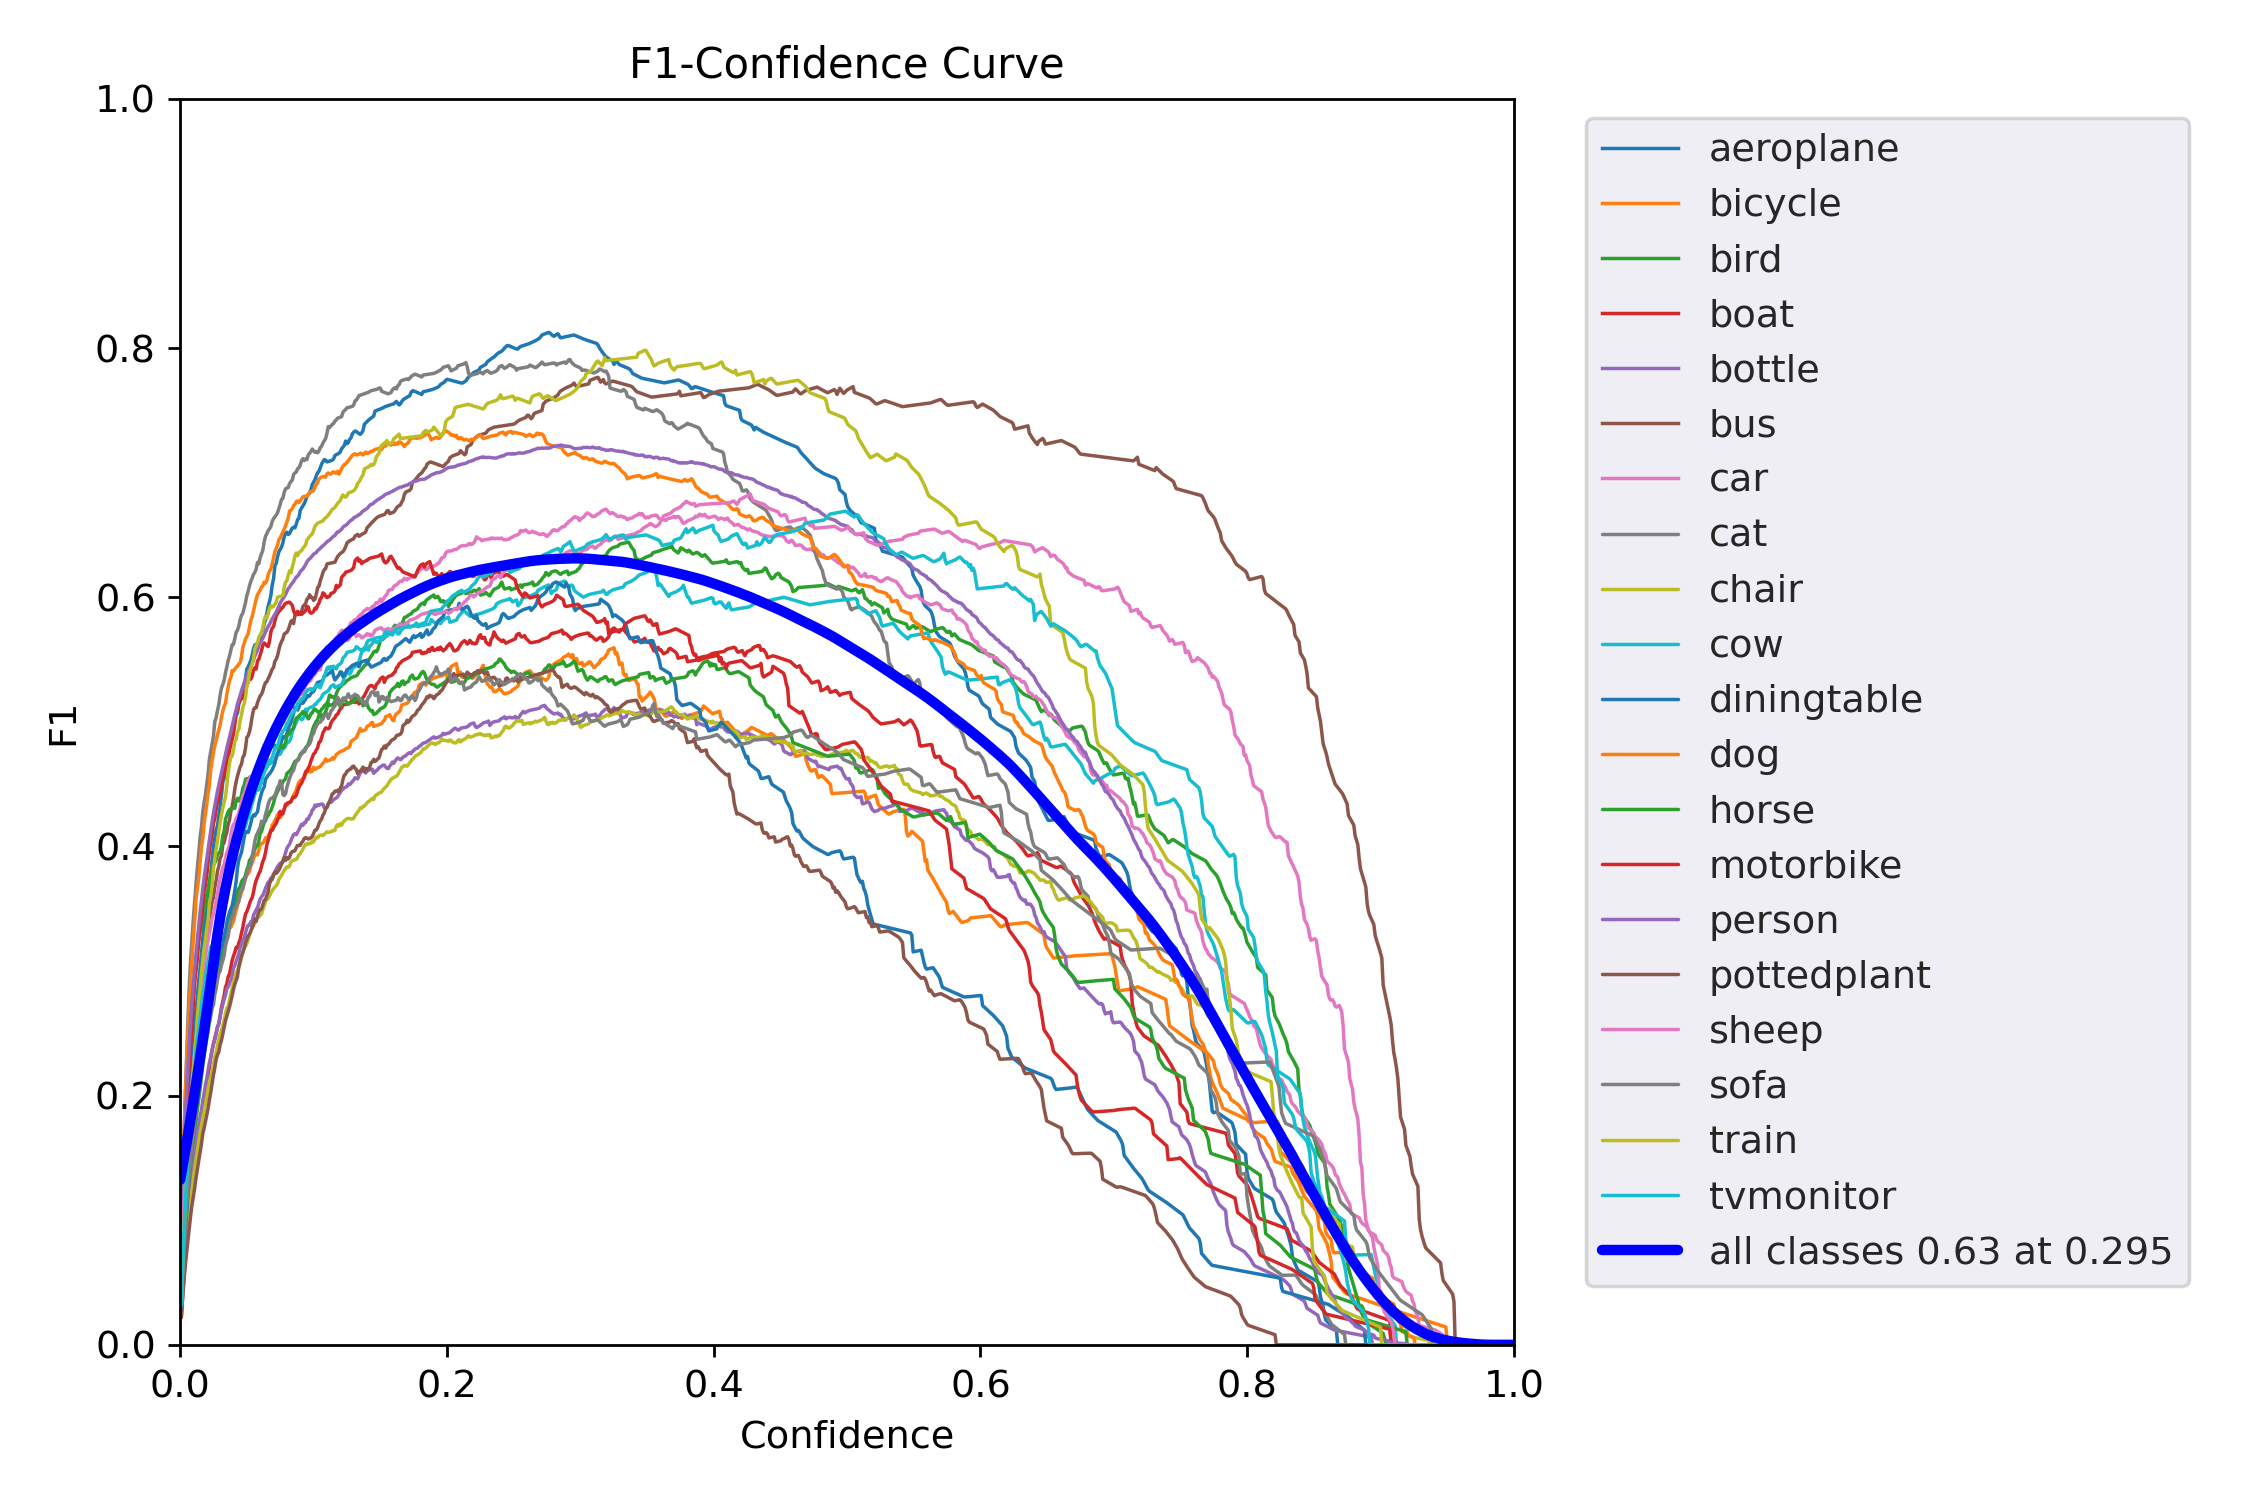 F1-Confidence Curve
1.0
0.8
0.6
0.4
0.2
0.0
F1
0.0 0.2 0.4 0.6 0.8 1.0
Confidence
aeroplane
bicycle
bird
boat
bottle
bus
car
cat
chair
cow
diningtable
dog
horse
motorbike
person
pottedplant
sheep
sofa
train
tvmonitor
all classes 0.63 at 0.295